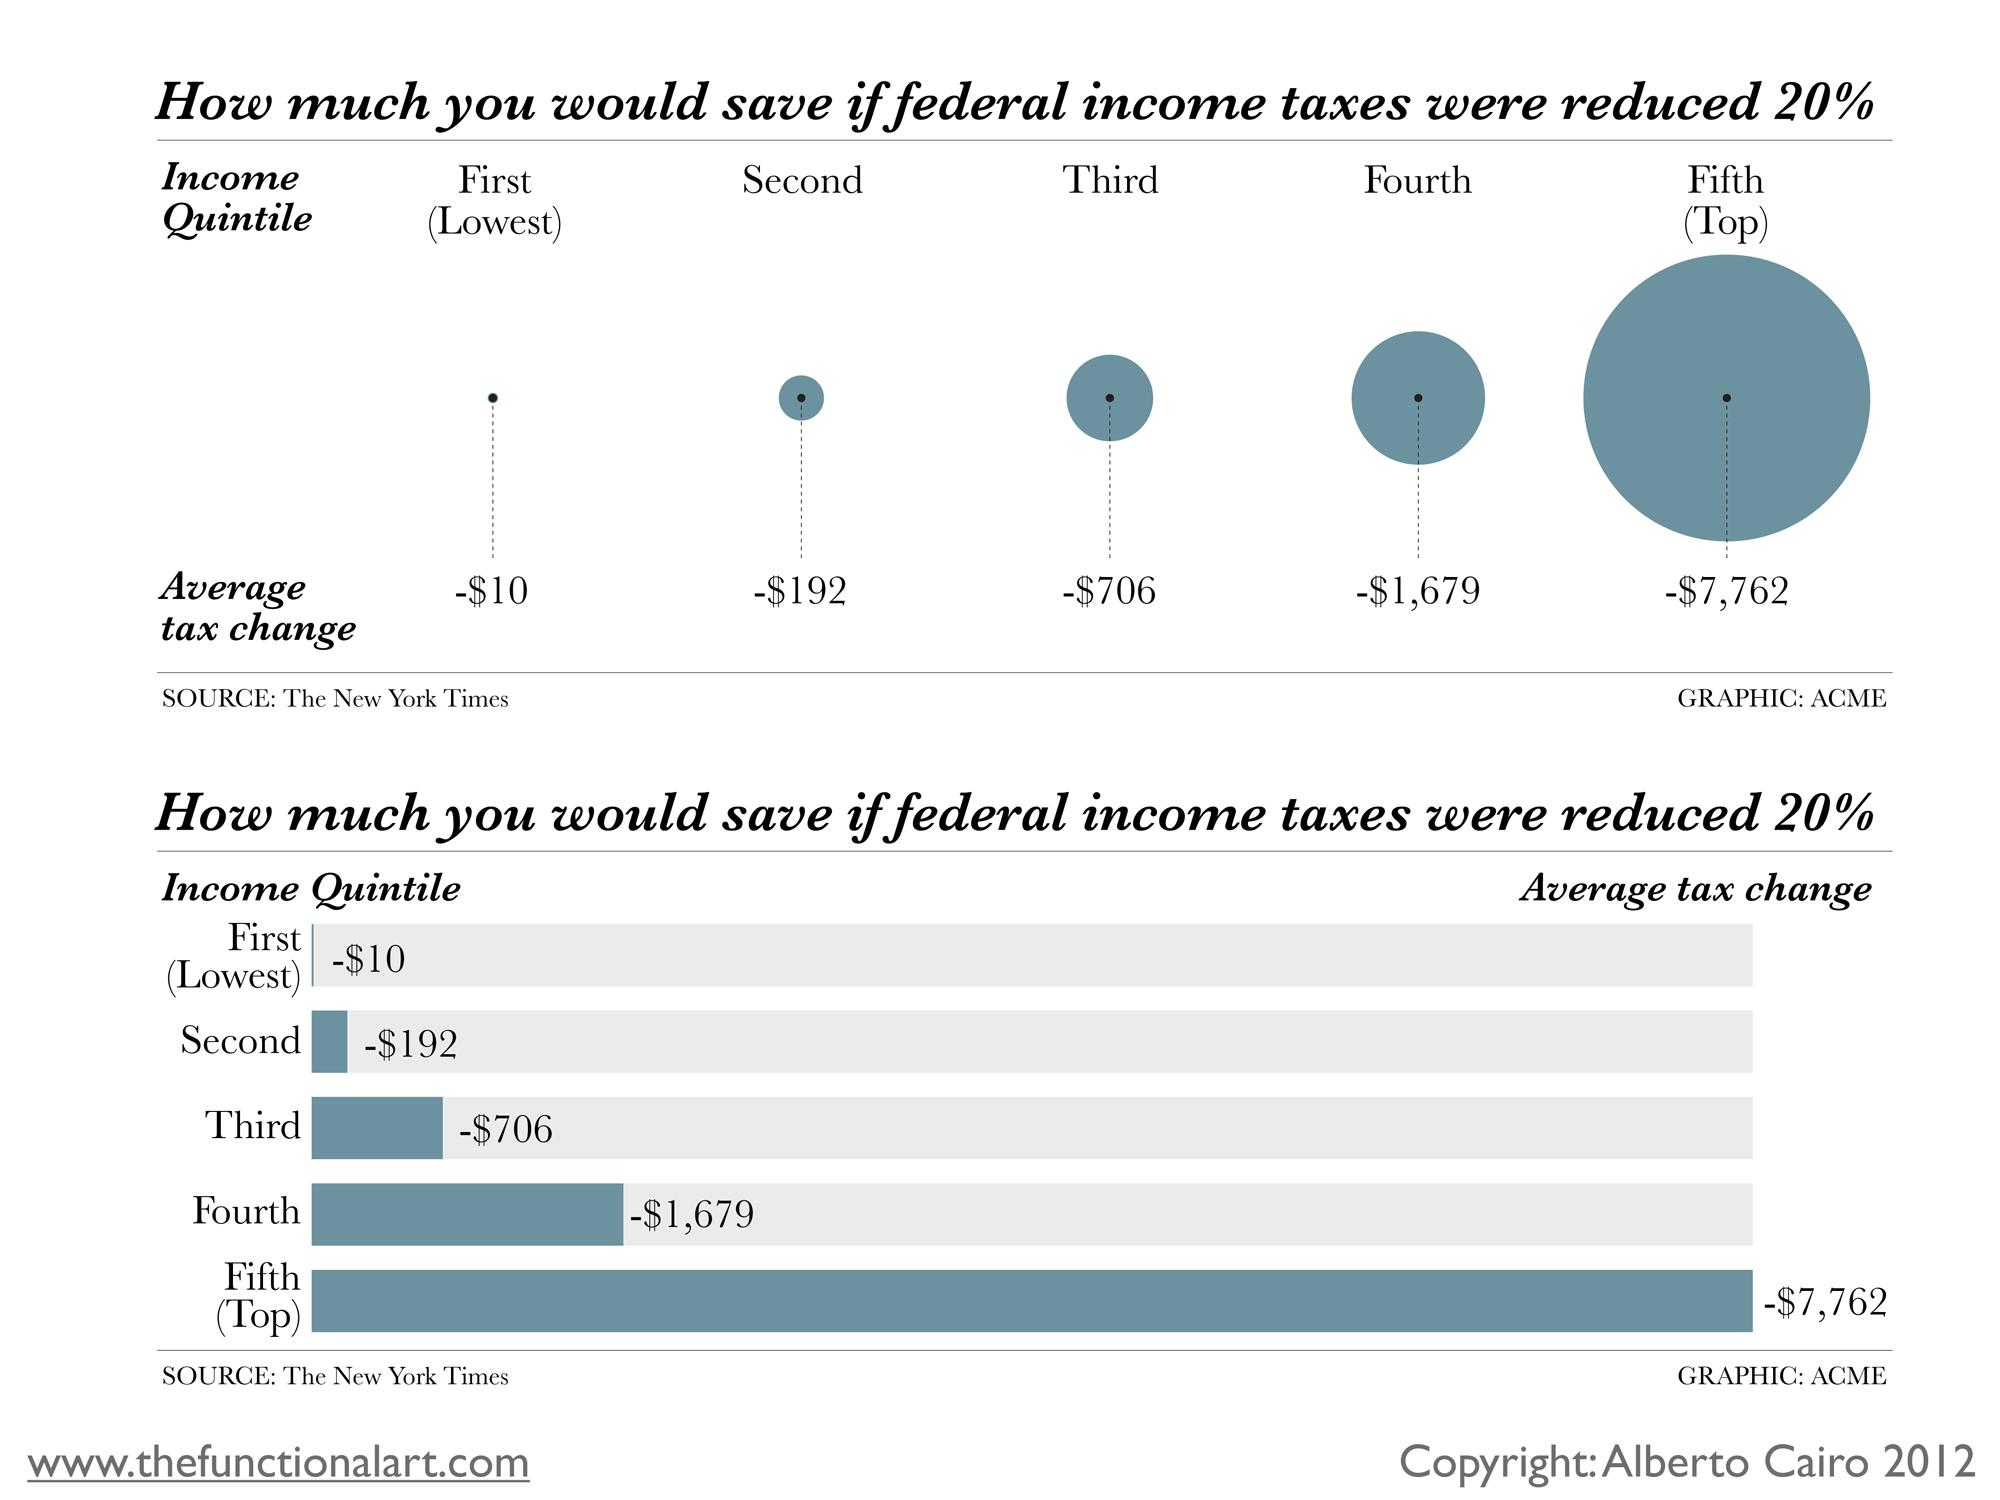 How much you would save if federal income taxes were reduced 20%
Income Quintile
First (Lowest)
Second
Third
Fourth
Fifth (Top)
Average tax change
-$10
-$192
-$706
-$1,679
-$7,762
SOURCE: The New York Times
GRAPHIC: ACME
How much you would save if federal income taxes were reduced 20%
Income Quintile
Average tax change
First (Lowest)
-$10
Second
-$192
Third
-$706
Fourth
-$1,679
Fifth (Top)
-$7,762
SOURCE: The New York Times
GRAPHIC: ACME
www.thefunctionalart.com
Copyright: Alberto Cairo 2012